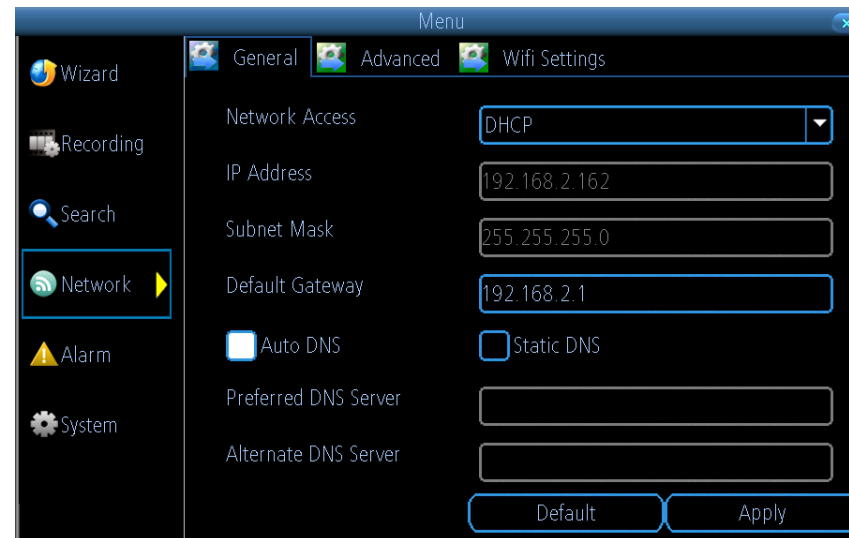 Menu
Wizard
Recording
Search
Network
Alarm
System
General Advanced Wifi Settings
Network Access DHCP
IP Address 192.168.2.162
Subnet Mask 255.255.255.0
Default Gateway 192.168.2.1
Auto DNS Static DNS
Preferred DNS Server
Alternate DNS Server
Default Apply